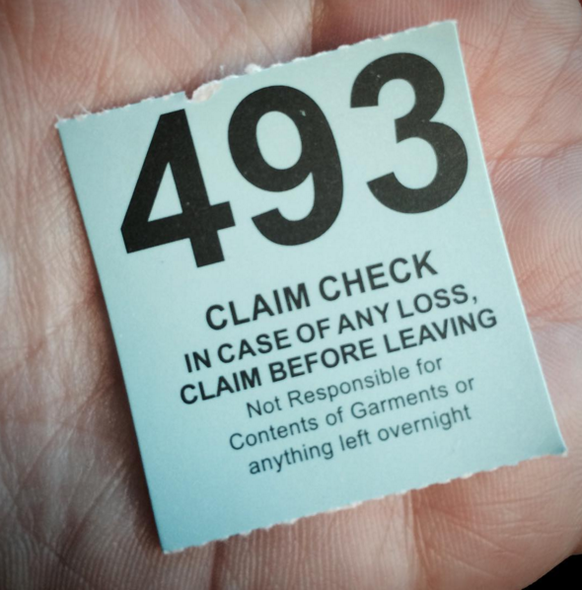 493
CLAIM CHECK
IN CASE OF ANY LOSS,
CLAIM BEFORE LEAVING
Not Responsible for
Contents of Garments or
anything left overnight